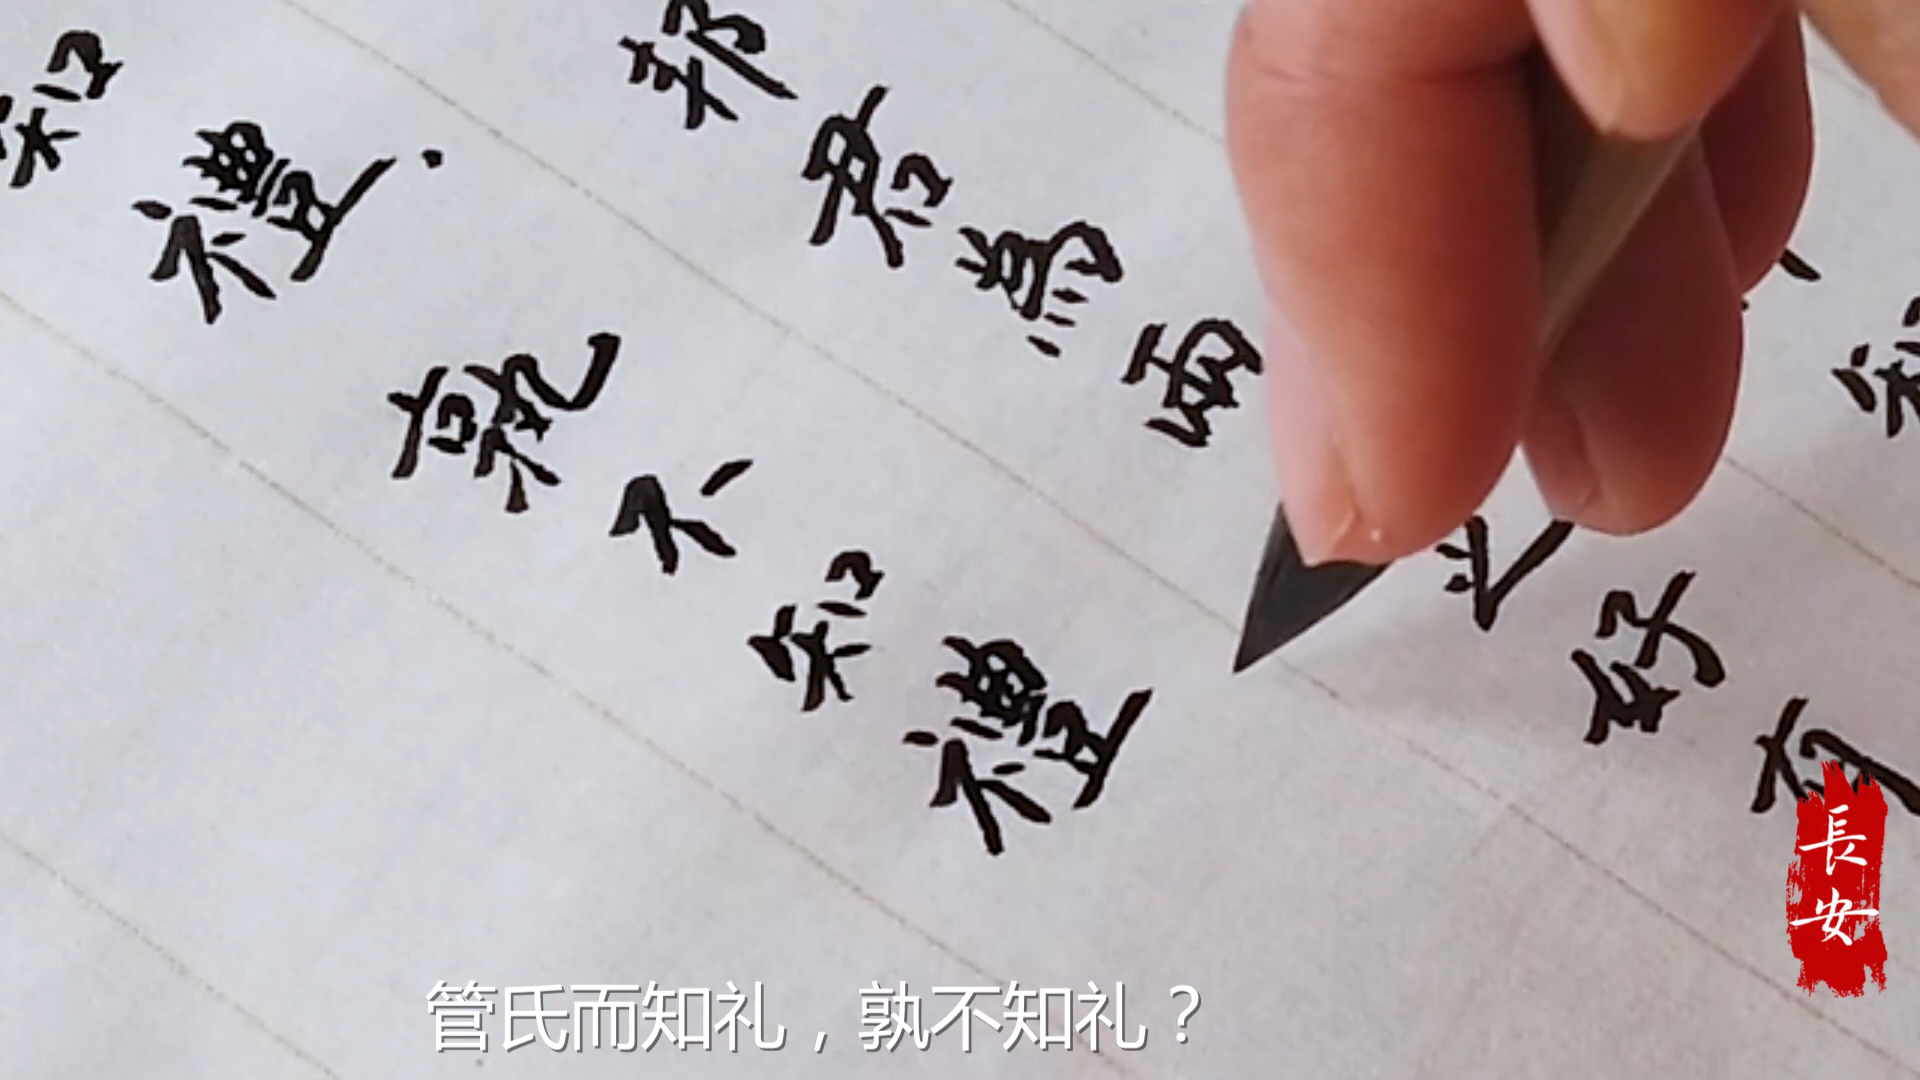 邦君為兩之好有
知禮．孰不知禮
長安
管氏而知礼，孰不知礼？